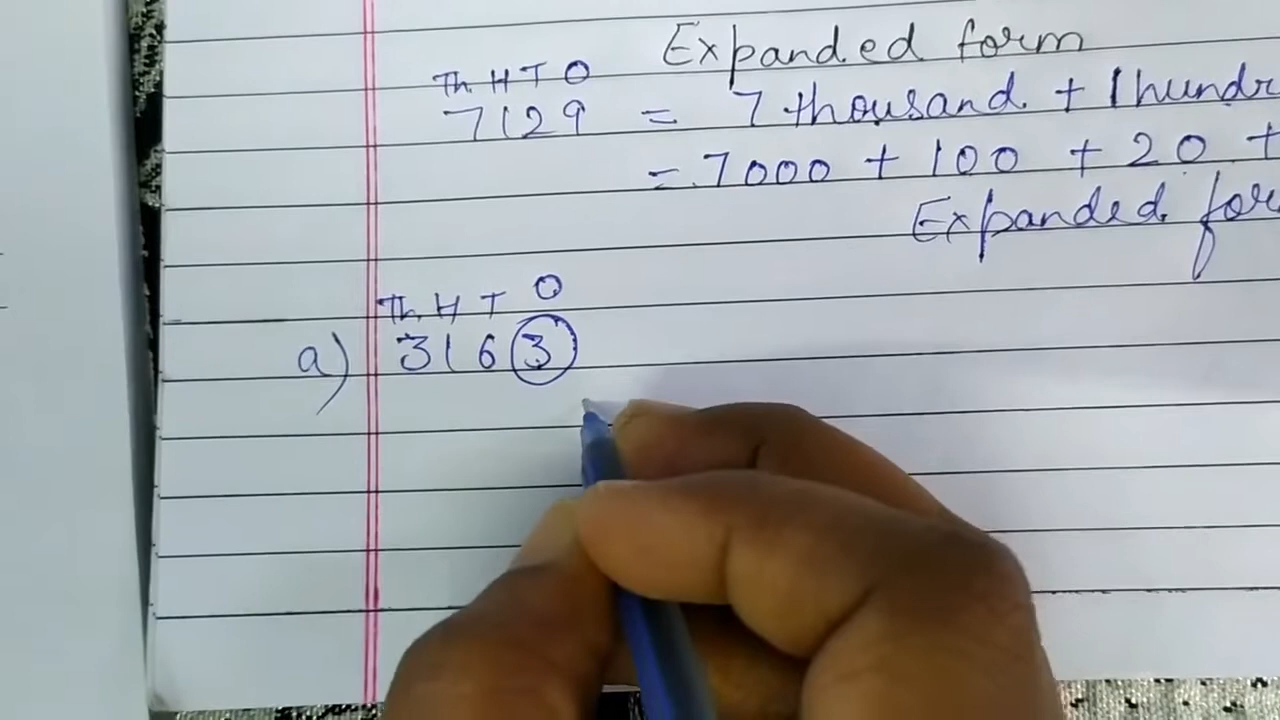 Expanded form
Th H T O
7129 = 7 thousand + 1 hundr
= 7000 + 100 + 20 +
Expanded for
Th H T O
a) 3163